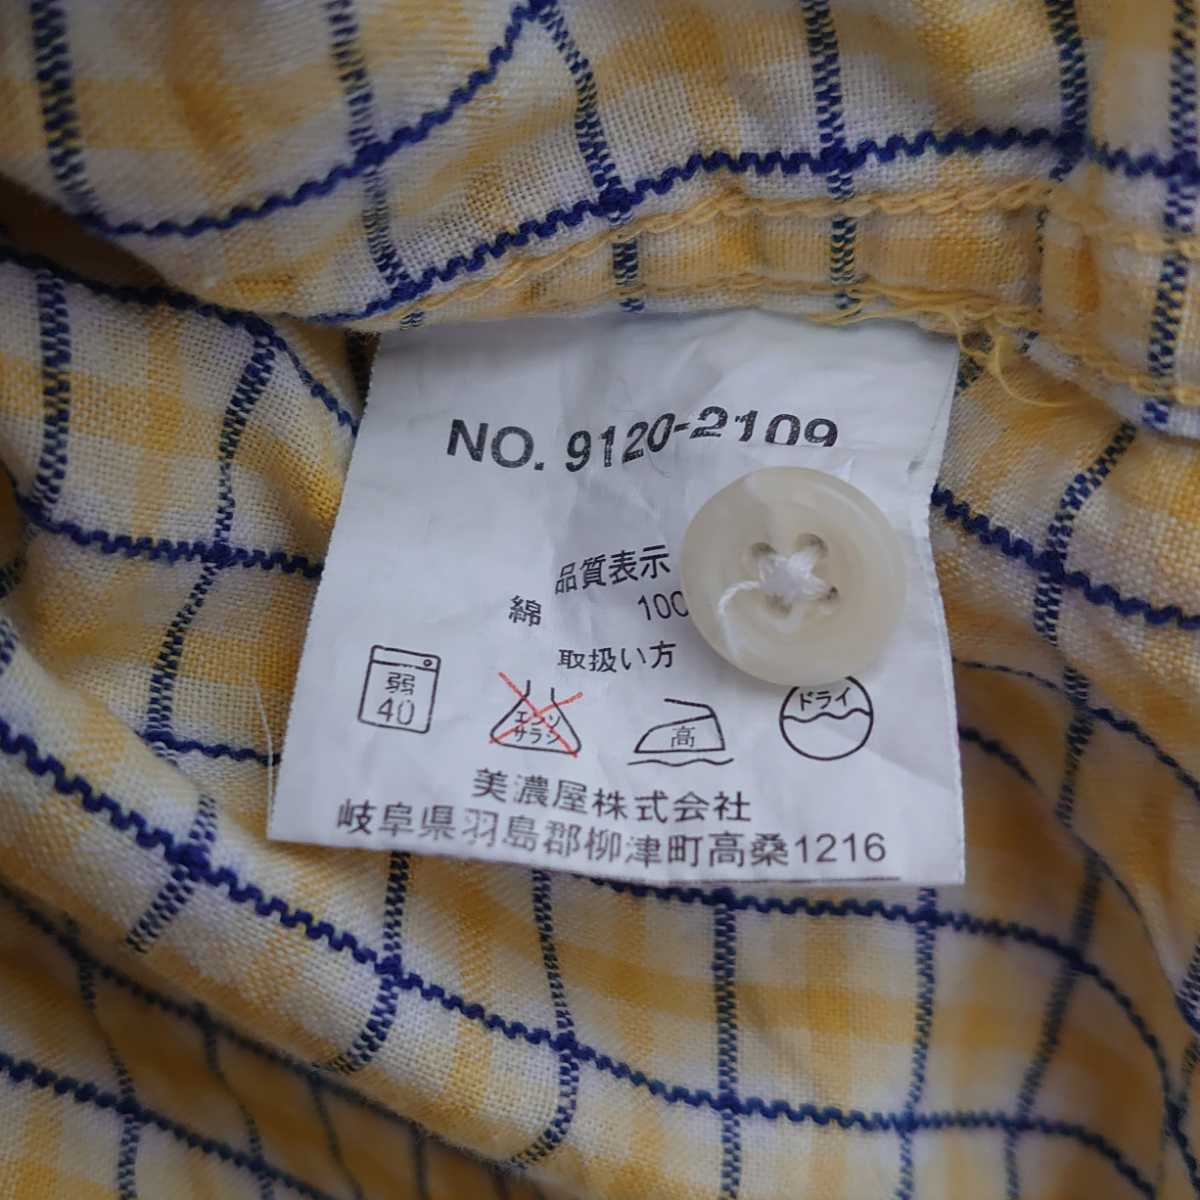 NO. 9120-2109
品質表示
綿 100
取扱い方
弱
40
エンソ
サラシ
高
ドライ
美濃屋株式会社
岐阜県羽島郡柳津町高桑1216